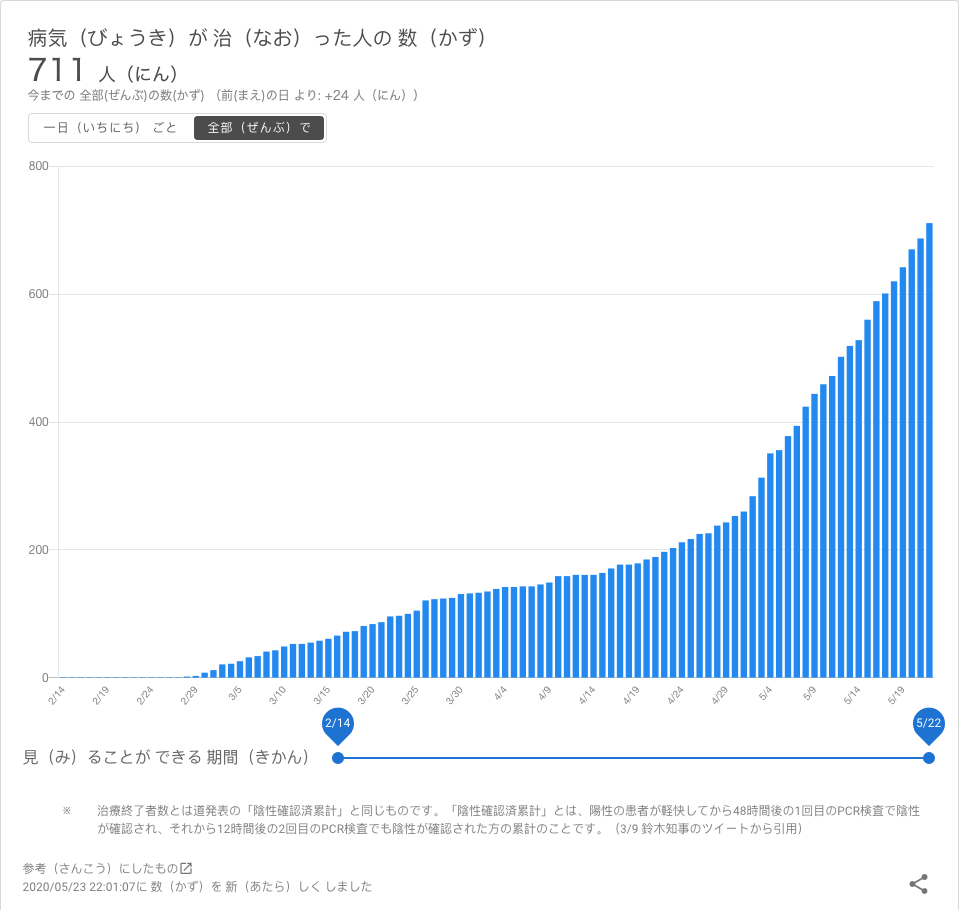 病気（びょうき）が 治（なお）った人の 数（かず）
711 人（にん）
今までの 全部(ぜんぶ)の数(かず) （前(まえ)の日 より: +24 人（にん））
一日（いちにち） ごと 全部（ぜんぶ）で
800
600
400
200
0
2/14 2/19 2/24 2/29 3/5 3/10 3/15 3/20 3/25 3/30 4/4 4/9 4/14 4/19 4/24 4/29 5/4 5/9 5/14 5/19
2/14 5/22
見（み）ることが できる 期間（きかん）
※ 治療終了者数とは道発表の「陰性確認済累計」と同じものです。「陰性確認済累計」とは、陽性の患者が軽快してから48時間後の1回目のPCR検査で陰性
が確認され、それから12時間後の2回目のPCR検査でも陰性が確認された方の累計のことです。（3/9 鈴木知事のツイートから引用）
参考（さんこう）にしたもの
2020/05/23 22:01:07に 数（かず）を 新（あたら）しく しました